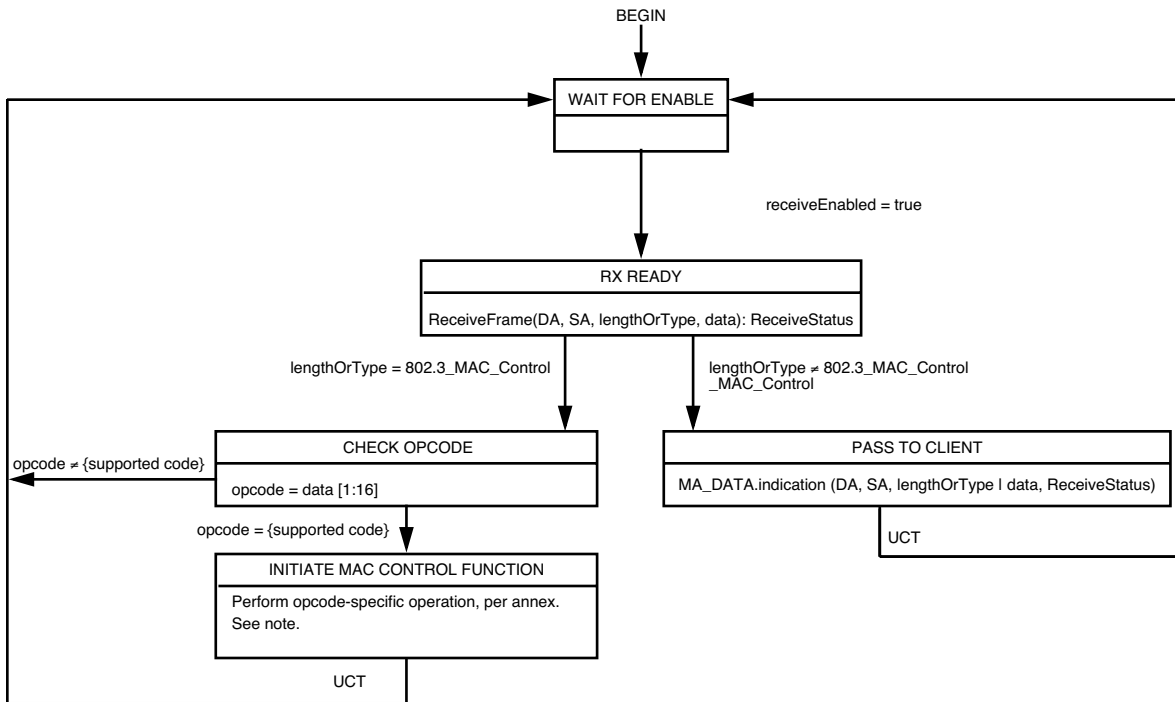 BEGIN
WAIT FOR ENABLE
receiveEnabled = true
RX READY
ReceiveFrame(DA, SA, lengthOrType, data): ReceiveStatus
lengthOrType = 802.3_MAC_Control
lengthOrType ≠ 802.3_MAC_Control
_MAC_Control
CHECK OPCODE
opcode = data [1:16]
PASS TO CLIENT
MA_DATA.indication (DA, SA, lengthOrType | data, ReceiveStatus)
opcode ≠ {supported code}
opcode = {supported code}
UCT
INITIATE MAC CONTROL FUNCTION
Perform opcode-specific operation, per annex.
See note.
UCT